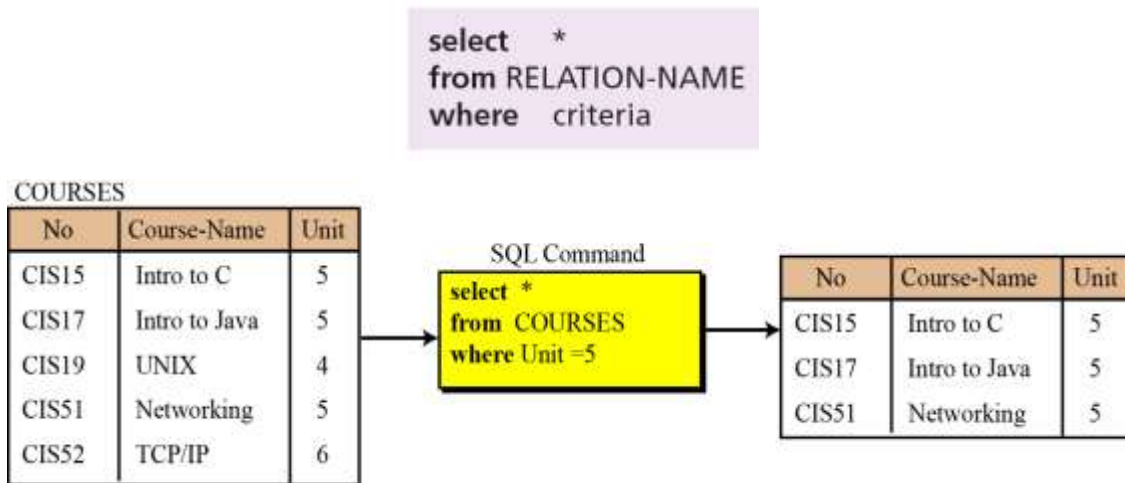 select *
from RELATION-NAME
where criteria
COURSES
No Course-Name Unit
CIS15 Intro to C 5
CIS17 Intro to Java 5
CIS19 UNIX 4
CIS51 Networking 5
CIS52 TCP/IP 6
SQL Command
select *
from COURSES
where Unit =5
No Course-Name Unit
CIS15 Intro to C 5
CIS17 Intro to Java 5
CIS51 Networking 5